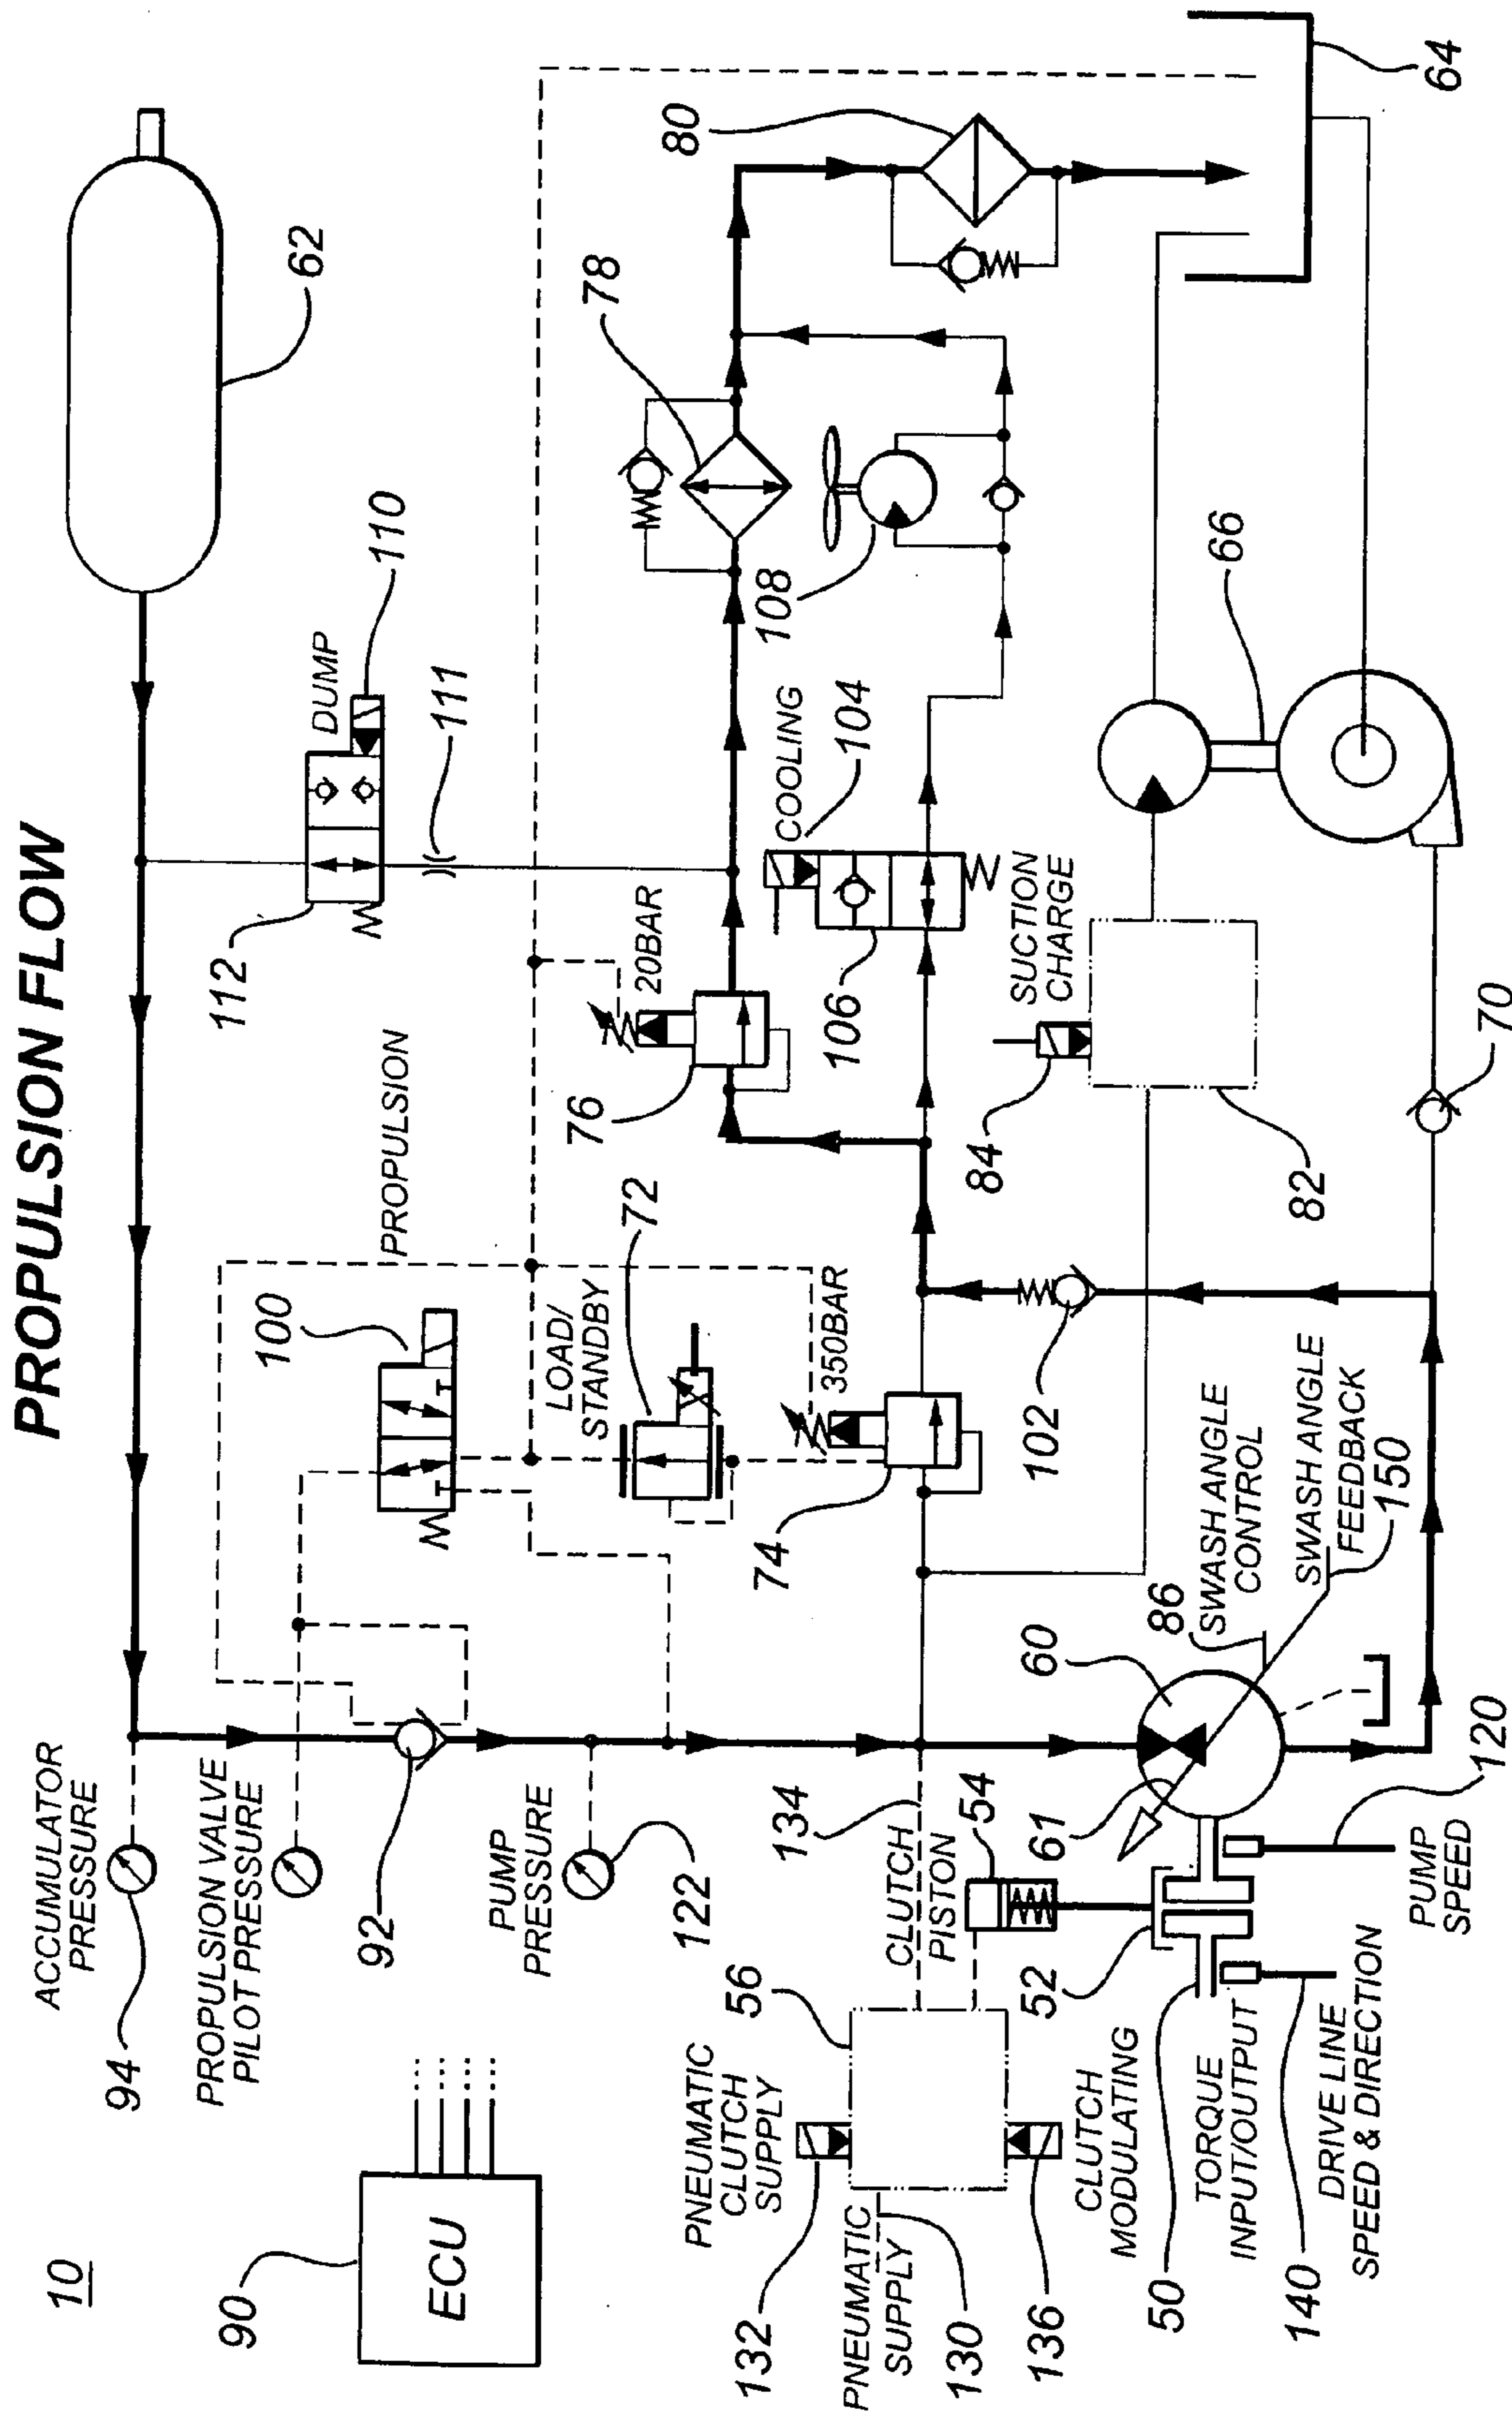 PROPULSION FLOW
10
90
ECU
94
ACCUMULATOR
PRESSURE
PROPULSION VALVE
PILOT PRESSURE
92
PUMP
PRESSURE
122
100
PROPULSION
LOAD/
STANDBY
72
350BAR
74
112
DUMP
110
111
62
20BAR
76
78
80
COOLING
104
106
108
64
66
SUCTION
CHARGE
84
82
70
102
PNEUMATIC
CLUTCH
SUPPLY
56
132
PNEUMATIC
SUPPLY
130
136
CLUTCH
PISTON
134
54
52
CLUTCH
MODULATING
50
TORQUE
INPUT/OUTPUT
140
DRIVE LINE
SPEED & DIRECTION
61
60
86
SWASH ANGLE
CONTROL
SWASH ANGLE
FEEDBACK
150
120
PUMP
SPEED